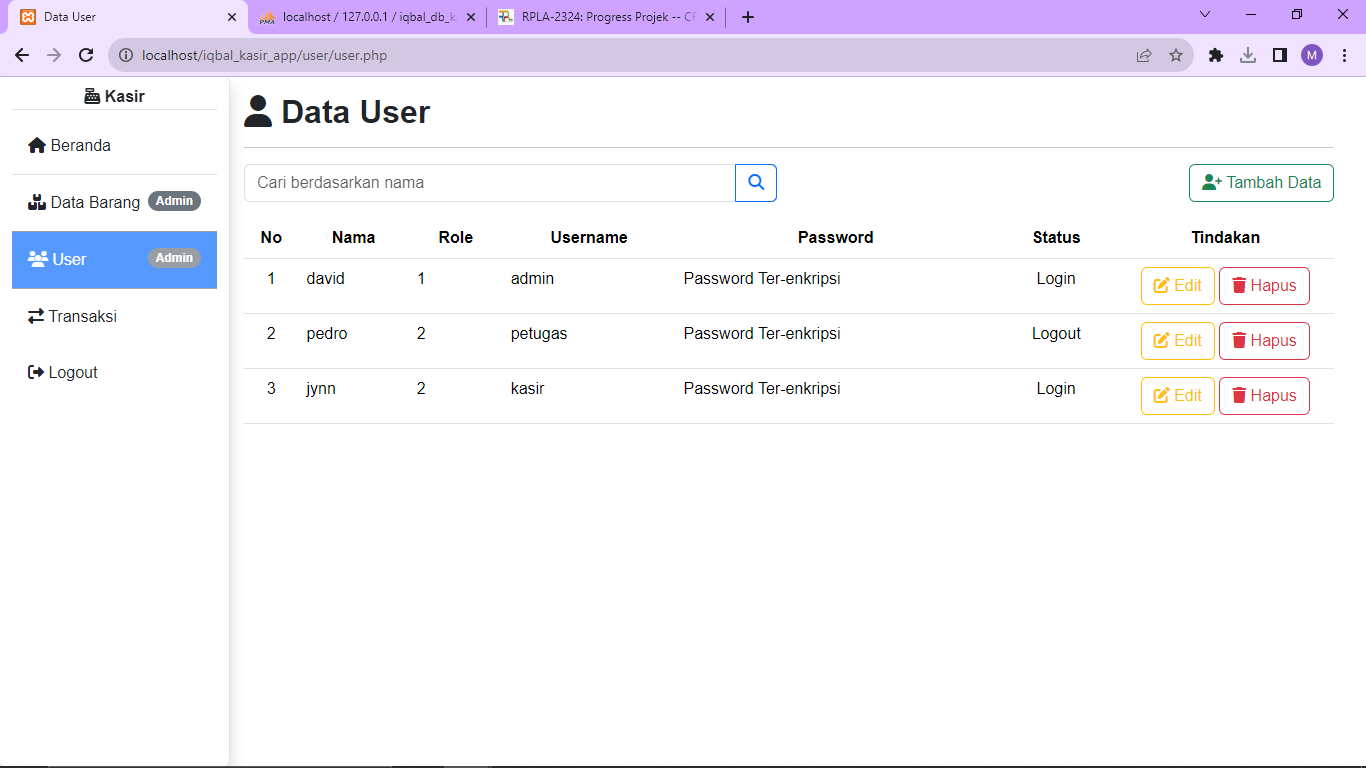 Data User
localhost / 127.0.0.1 / iqbal_db_k
RPLA-2324: Progress Projek -- CF
localhost/iqbal_kasir_app/user/user.php
M
Kasir
Beranda
Data Barang Admin
User Admin
Transaksi
Logout
Data User
Cari berdasarkan nama
Tambah Data
No Nama Role Username Password Status Tindakan
1 david 1 admin Password Ter-enkripsi Login Edit Hapus
2 pedro 2 petugas Password Ter-enkripsi Logout Edit Hapus
3 jynn 2 kasir Password Ter-enkripsi Login Edit Hapus